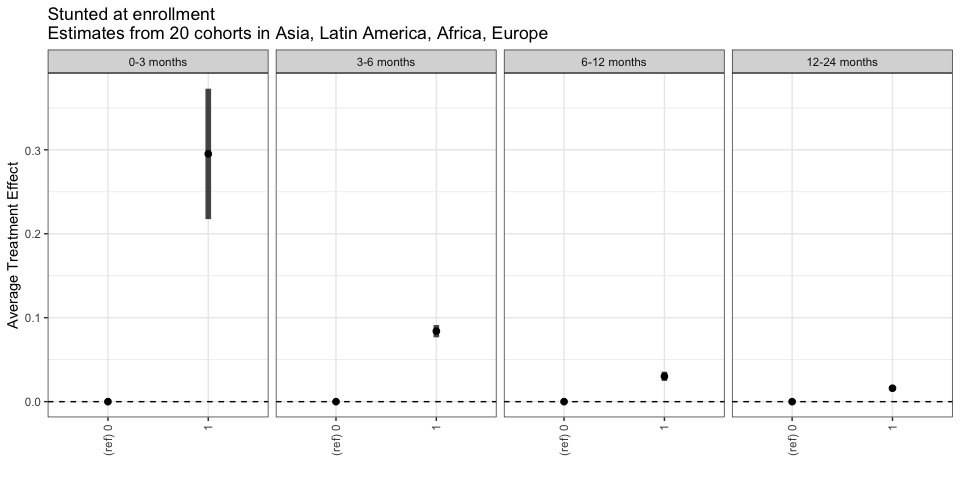 Stunted at enrollment
Estimates from 20 cohorts in Asia, Latin America, Africa, Europe
0-3 months
3-6 months
6-12 months
12-24 months
Average Treatment Effect
0.3
0.2
0.1
0.0
(ref) 0
1
(ref) 0
1
(ref) 0
1
(ref) 0
1